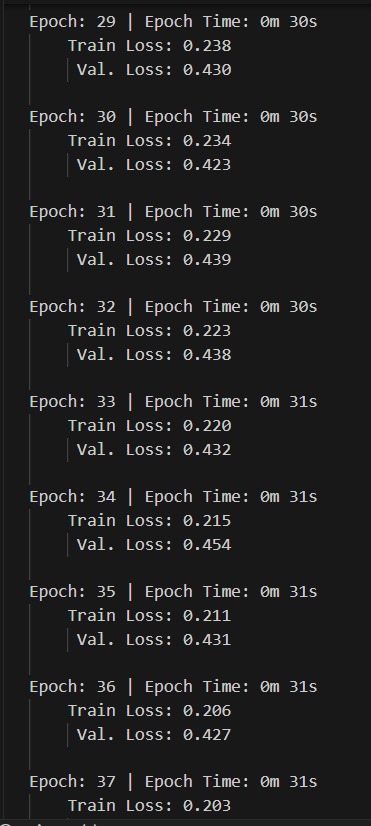 Epoch: 29 | Epoch Time: 0m 30s
Train Loss: 0.238
Val. Loss: 0.430
Epoch: 30 | Epoch Time: 0m 30s
Train Loss: 0.234
Val. Loss: 0.423
Epoch: 31 | Epoch Time: 0m 30s
Train Loss: 0.229
Val. Loss: 0.439
Epoch: 32 | Epoch Time: 0m 30s
Train Loss: 0.223
Val. Loss: 0.438
Epoch: 33 | Epoch Time: 0m 31s
Train Loss: 0.220
Val. Loss: 0.432
Epoch: 34 | Epoch Time: 0m 31s
Train Loss: 0.215
Val. Loss: 0.454
Epoch: 35 | Epoch Time: 0m 31s
Train Loss: 0.211
Val. Loss: 0.431
Epoch: 36 | Epoch Time: 0m 31s
Train Loss: 0.206
Val. Loss: 0.427
Epoch: 37 | Epoch Time: 0m 31s
Train Loss: 0.203